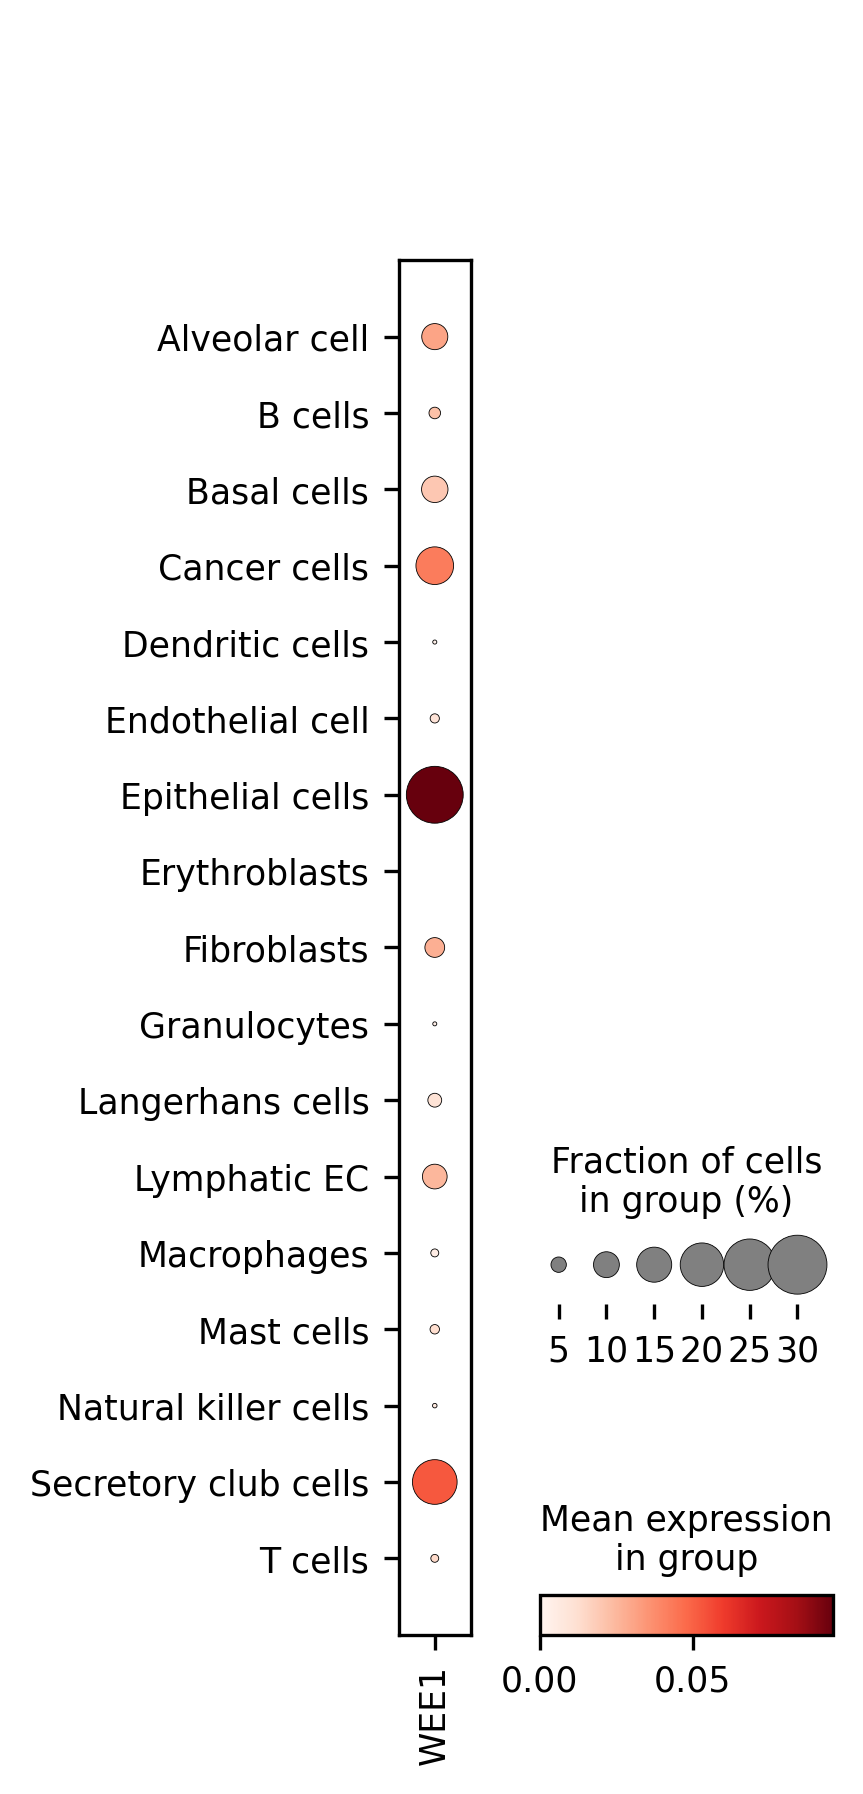 Alveolar cell
B cells
Basal cells
Cancer cells
Dendritic cells
Endothelial cell
Epithelial cells
Erythroblasts
Fibroblasts
Granulocytes
Langerhans cells
Lymphatic EC
Macrophages
Mast cells
Natural killer cells
Secretory club cells
T cells
WEE1
Fraction of cells
in group (%)
5 10 15 20 25 30
Mean expression
in group
0.00 0.05